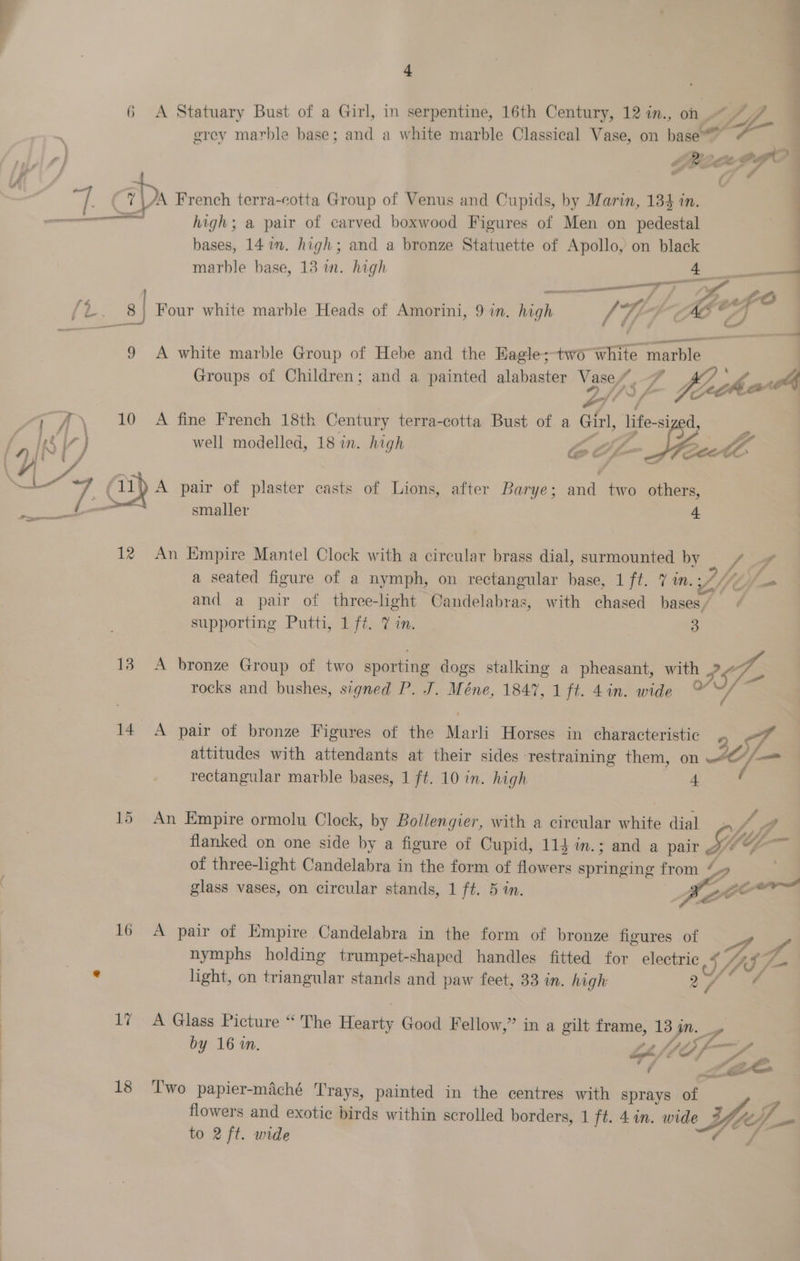 4
6 A Statuary Bust of a Girl, in serpentine, 16th Century, 12 in., on
grey marble base; and a white marble Classical Vase, on base
7 A French terra-cotta Group of Venus and Cupids, by Marin, 13½ in.
high; a pair of carved boxwood Figures of Men on pedestal
bases, 14 in. high; and a bronze Statuette of Apollo, on black
marble base, 13 in. high 4
8 Four white marble Heads of Amorini, 9 in. high
9 A white marble Group of Hebe and the Eagle; two white marble
Groups of Children; and a painted alabaster Vase
10 A fine French 18th Century terra-cotta Bust of a Girl, life-sized,
well modelled, 18 in. high
11 A pair of plaster casts of Lions, after Barye; and two others,
smaller 4
12 An Empire Mantel Clock with a circular brass dial, surmounted by
a seated figure of a nymph, on rectangular base, 1 ft. 7 in.;
and a pair of three-light Candelabras, with chased bases,
supporting Putti, 1 ft. 7 in. 3
13 A bronze Group of two sporting dogs stalking a pheasant, with
rocks and bushes, signed P. J. Méne, 1847, 1 ft. 4 in. wide
14 A pair of bronze Figures of the Marli Horses in characteristic
attitudes with attendants at their sides restraining them, on
rectangular marble bases, 1 ft. 10 in. high 4
15 An Empire ormolu Clock, by Bollengier, with a circular white dial
flanked on one side by a figure of Cupid, 11½ in.; and a pair
of three-light Candelabra in the form of flowers springing from
glass vases, on circular stands, 1 ft. 5 in.
16 A pair of Empire Candelabra in the form of bronze figures of
nymphs holding trumpet-shaped handles fitted for electric
light, on triangular stands and paw feet, 33 in. high 2
17 A Glass Picture “The Hearty Good Fellow,” in a gilt frame, 13 in.
by 16 in.
18 Two papier-mâché Trays, painted in the centres with sprays of
flowers and exotic birds within scrolled borders, 1 ft. 4 in. wide
to 2 ft. wide